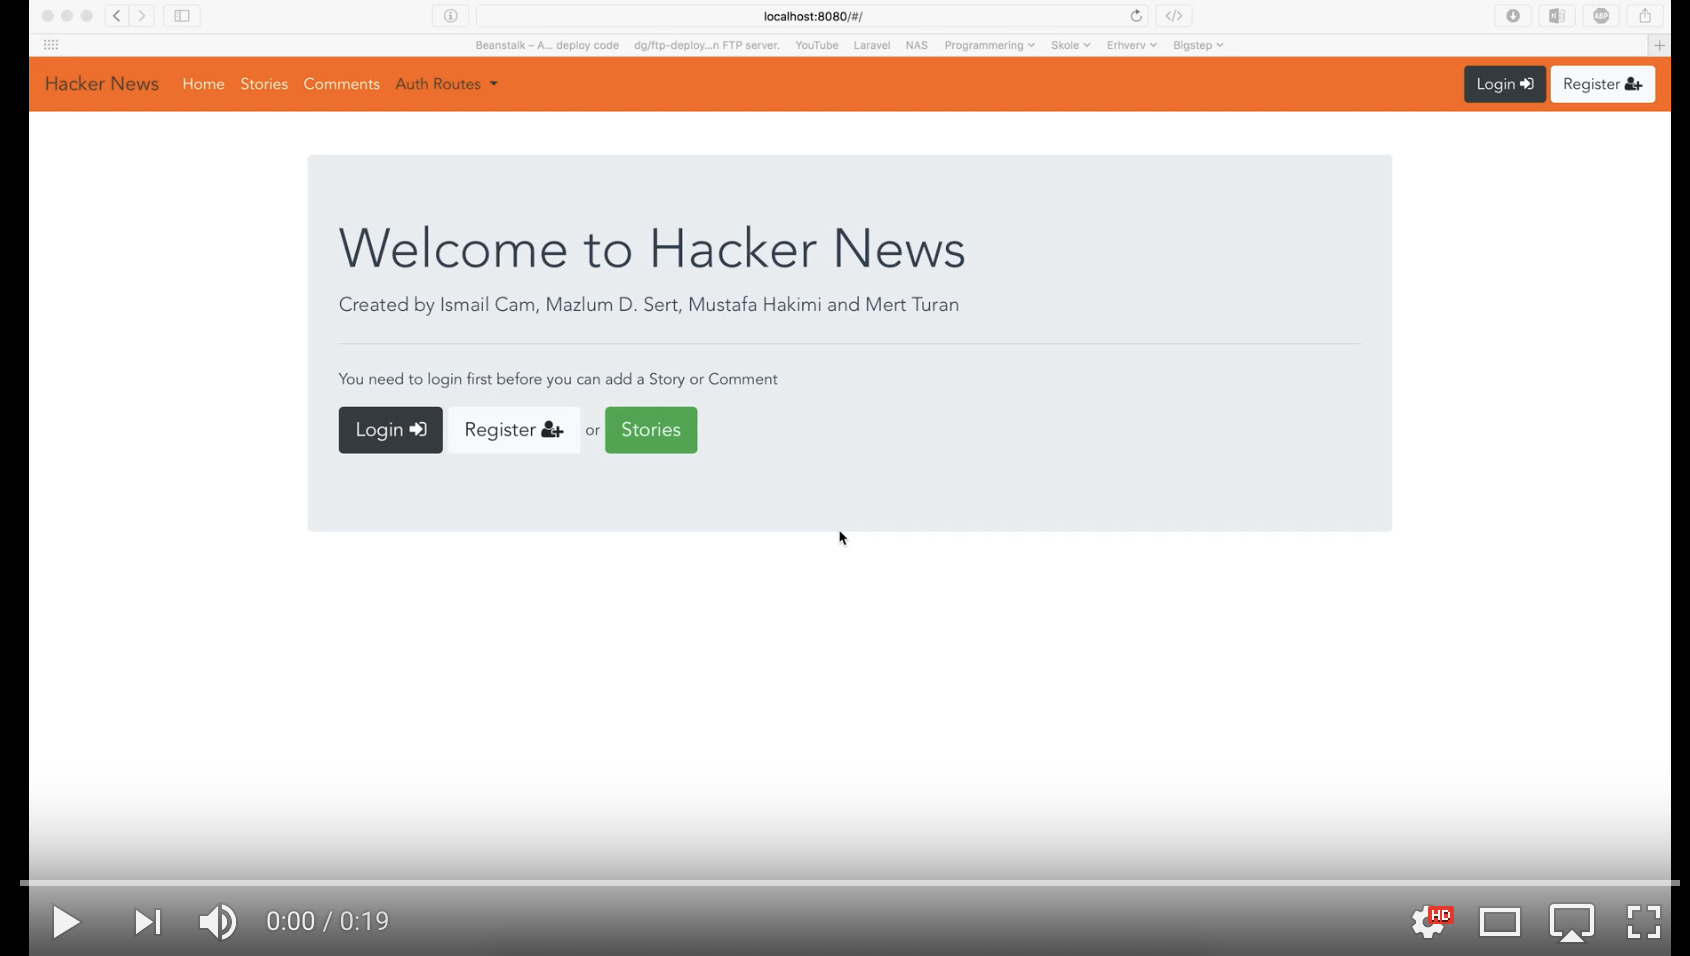 localhost:8080/#/
ABP
Beanstalk – A... deploy code dg/ftp-deploy...n FTP server. YouTube Laravel NAS Programmering Skole Erhverv Bigstep
Hacker News Home Stories Comments Auth Routes Login Register
Welcome to Hacker News
Created by Ismail Cam, Mazlum D. Sert, Mustafa Hakimi and Mert Turan
You need to login first before you can add a Story or Comment
Login Register or Stories
0:00 / 0:19 HD